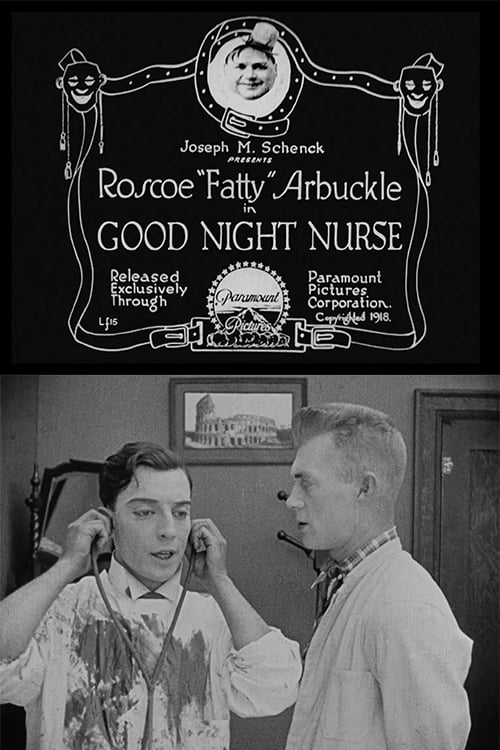 Joseph M. Schenck
PRESENTS
Roscoe "Fatty" Arbuckle
in
GOOD NIGHT NURSE
Released
Exclusively
Through
Paramount
Pictures
Paramount
Pictures
Corporation.
Copyrighted 1918.
L f 15